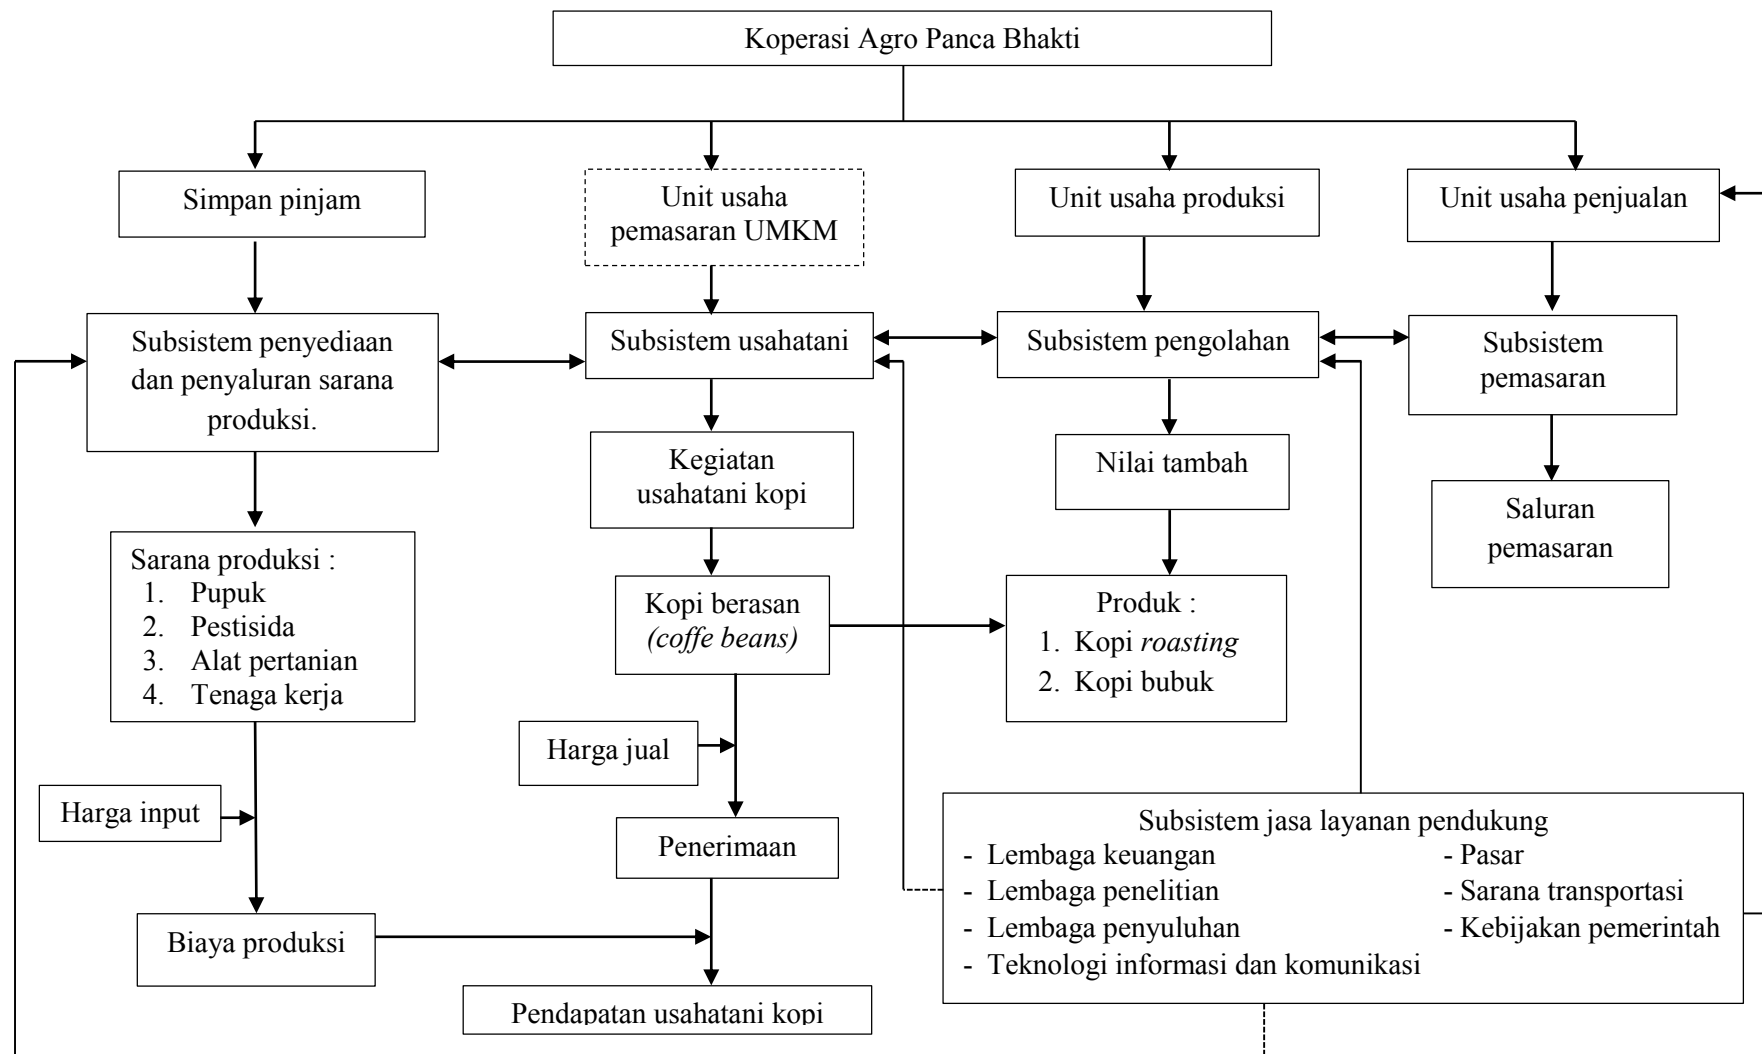 Koperasi Agro Panca Bhakti
Simpan pinjam
Unit usaha
pemasaran UMKM
Unit usaha produksi
Unit usaha penjualan
Subsistem penyediaan
dan penyaluran sarana
produksi.
Subsistem usahatani
Subsistem pengolahan
Subsistem
pemasaran
Kegiatan
usahatani kopi
Nilai tambah
Saluran
pemasaran
Sarana produksi :
1. Pupuk
2. Pestisida
3. Alat pertanian
4. Tenaga kerja
Kopi berasan
(coffe beans)
Produk :
1. Kopi roasting
2. Kopi bubuk
Harga jual
Harga input
Penerimaan
Subsistem jasa layanan pendukung
- Lembaga keuangan
- Lembaga penelitian
- Lembaga penyuluhan
- Teknologi informasi dan komunikasi
- Pasar
- Sarana transportasi
- Kebijakan pemerintah
Biaya produksi
Pendapatan usahatani kopi